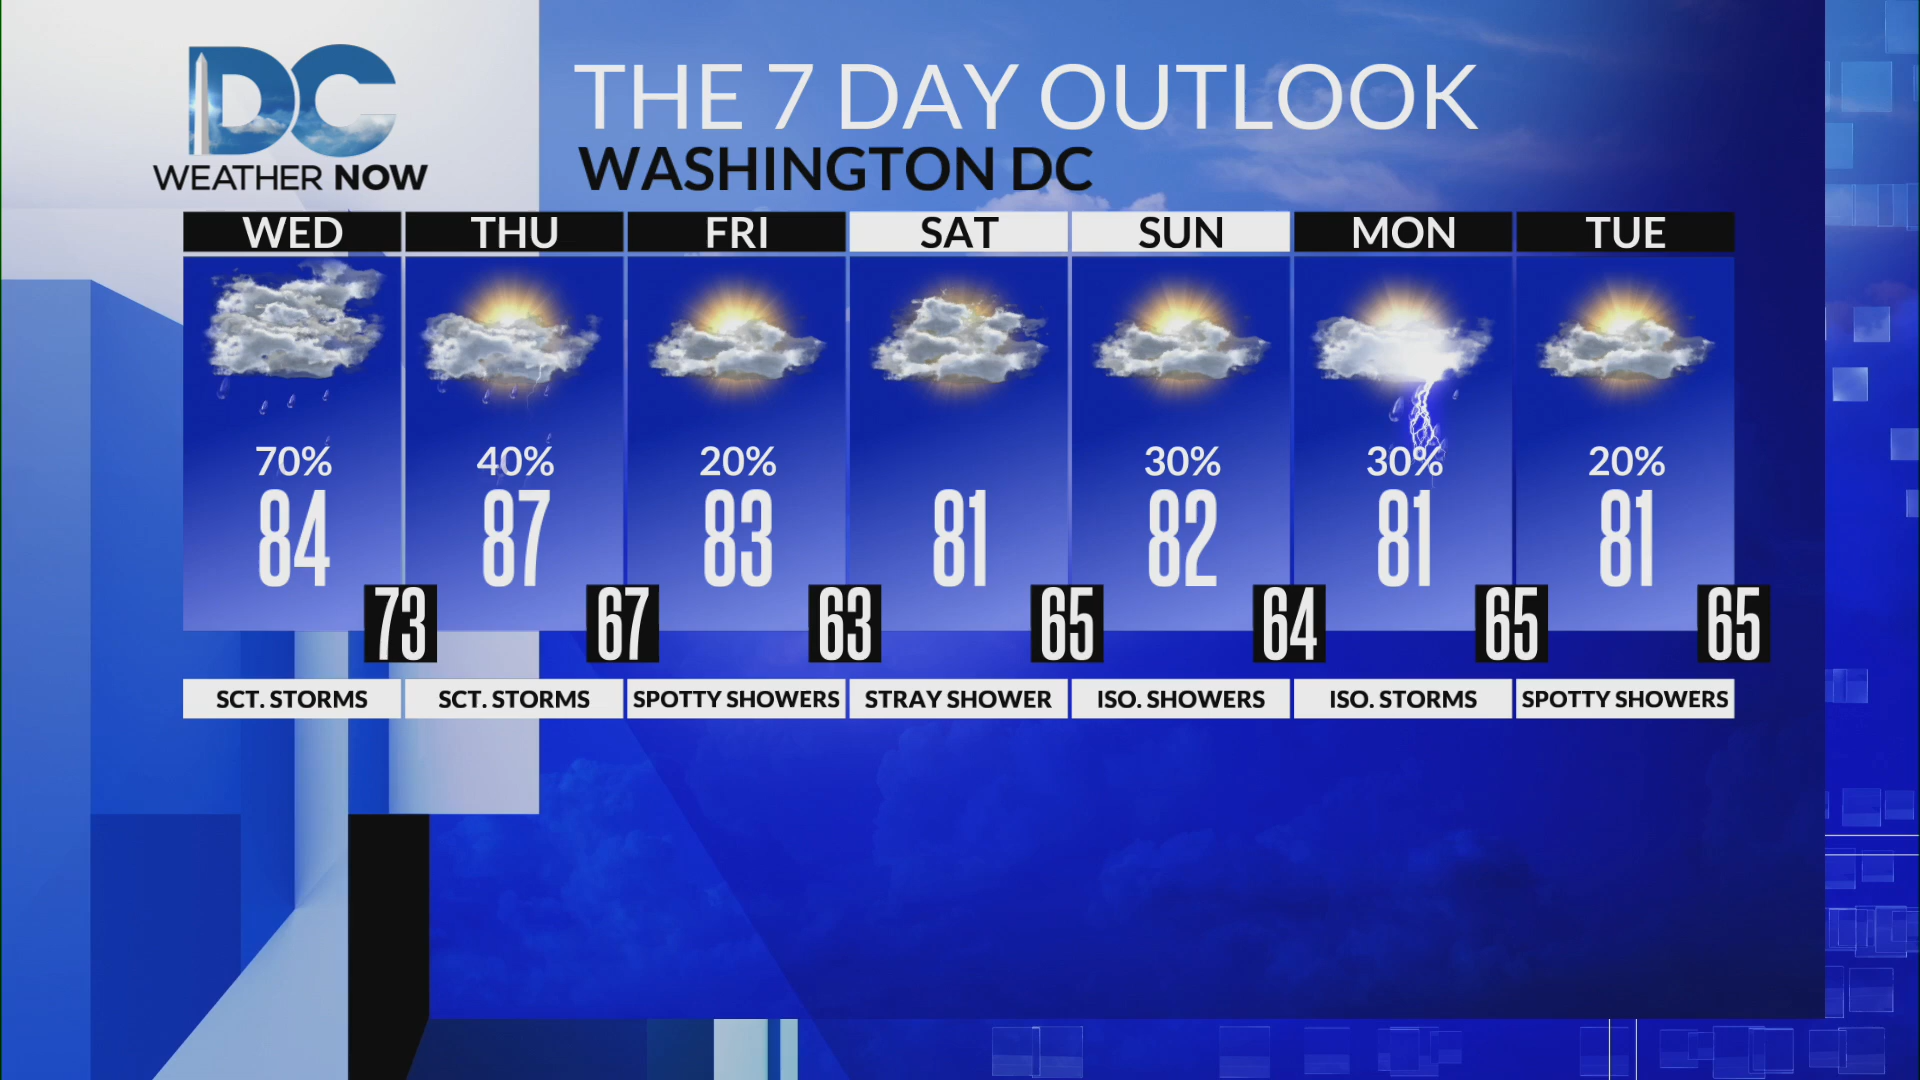 DC
WEATHER NOW
THE 7 DAY OUTLOOK
WASHINGTON DC
WED THU FRI SAT SUN MON TUE
70% 40% 20% 30% 30% 20%
84 87 83 81 82 81 81
73 67 63 65 64 65 65
SCT. STORMS SCT. STORMS SPOTTY SHOWERS STRAY SHOWER ISO. SHOWERS ISO. STORMS SPOTTY SHOWERS